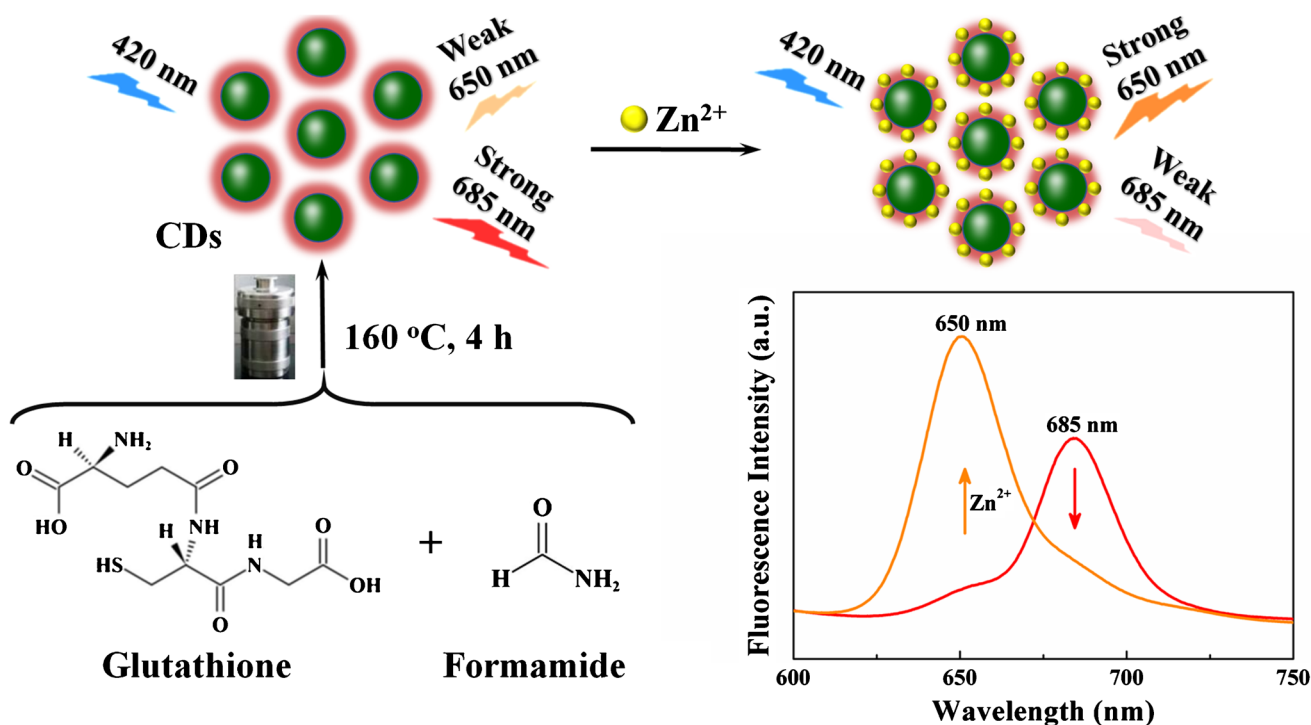 420 nm
Weak
650 nm
Strong
685 nm
CDs
Zn²⁺
420 nm
Strong
650 nm
Weak
685 nm
160 °C, 4 h
H
NH₂
O
O
HO
H
NH
HS
H
N
O
O
OH
+
O
H
NH₂
Glutathione
Formamide
Fluorescence Intensity (a.u.)
650 nm
685 nm
Zn²⁺
600
650
700
750
Wavelength (nm)